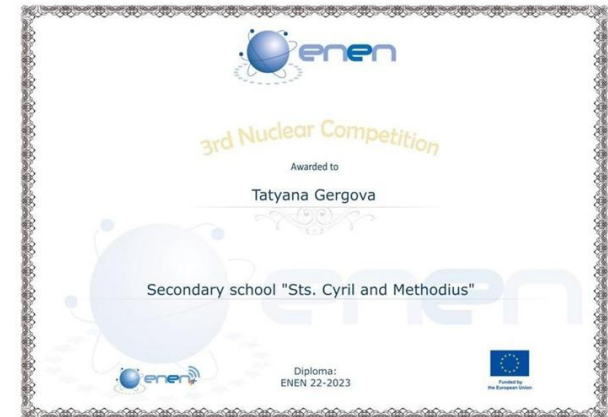 enen
3rd Nuclear Competition
Awarded to
Tatyana Gergova
enen
Secondary school "Sts. Cyril and Methodius"
enen
Diploma:
ENEN 22-2023
Funded by
the European Union